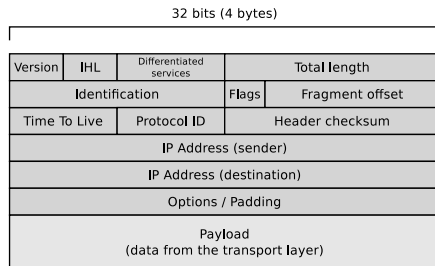 32 bits (4 bytes)
Version IHL Differentiated services Total length
Identification Flags Fragment offset
Time To Live Protocol ID Header checksum
IP Address (sender)
IP Address (destination)
Options / Padding
Payload
(data from the transport layer)